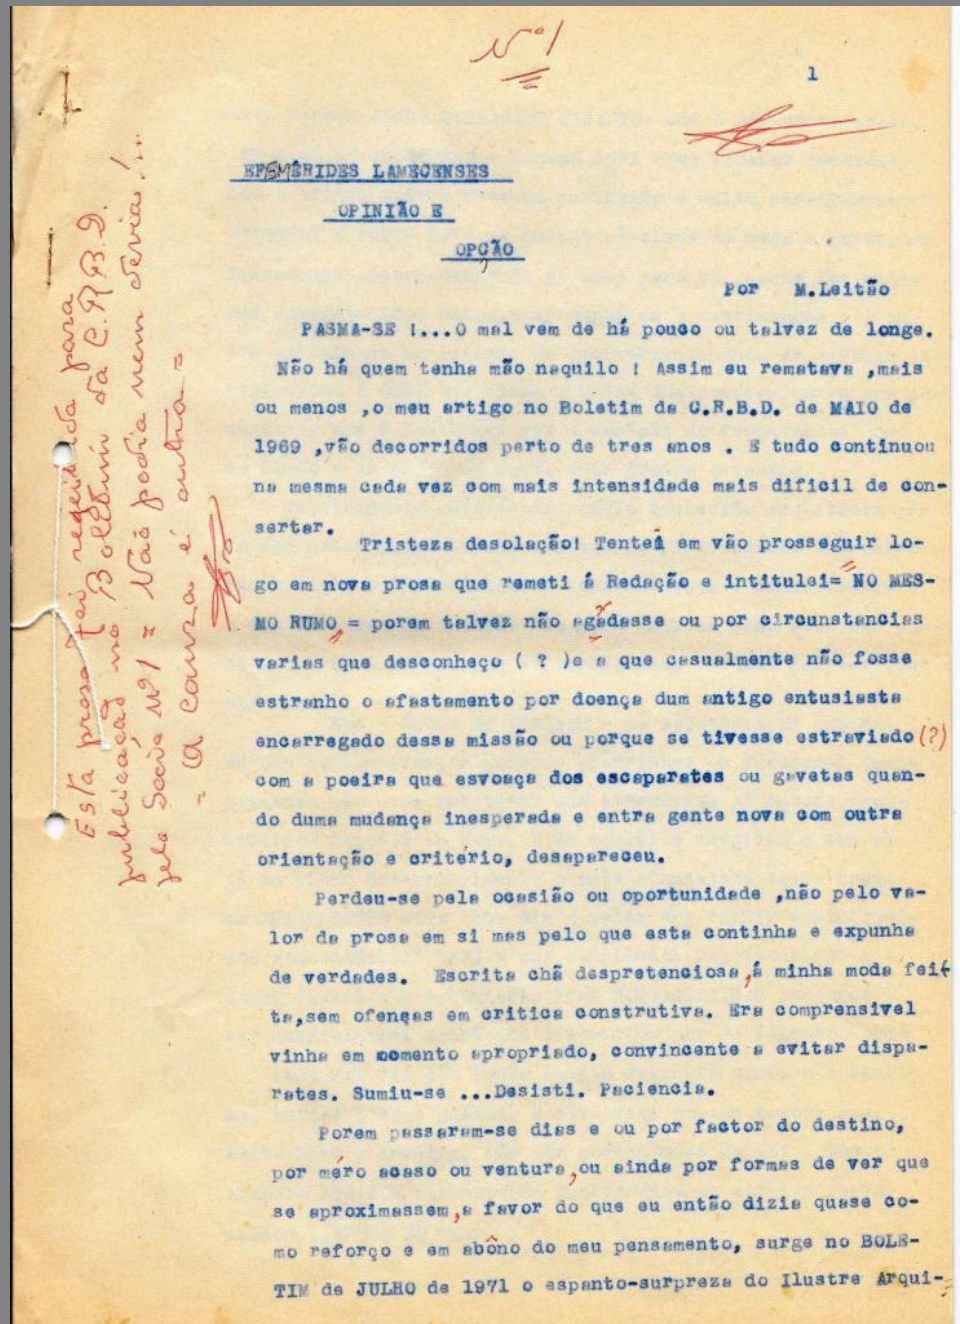 Nº1
1
EFEMÉRIDES LAMECENSES
OPINIÃO E
OPÇÃO
Por M.Leitão
PASMA-SE !...O mal vem de há pouco ou talvez de longe.
Não há quem tenha mão naquilo ! Assim eu rematava ,mais
ou menos ,o meu artigo no Boletim da C.R.B.D. de MAIO de
1969 ,vão decorridos perto de tres anos . E tudo continuou
na mesma cada vez com mais intensidade mais dificil de con-
sertar.
Tristeza desolação! Tentei em vão prosseguir lo-
go em nova prosa que remeti á Redação e intitulei= NO MES-
MO RUMO = porem talvez não agadasse ou por circunstancias
varias que desconheço ( ? )e a que casualmente não fosse
estranho o afastamento por doença dum antigo entusiasta
encarregado dessa missão ou porque se tivesse estraviado (?)
com a poeira que esvoaça dos escaparates ou gavetas quan-
do duma mudança inesperada e entra gente nova com outra
orientação e critério, desapareceu.
Perdeu-se pela ocasião ou oportunidade ,não pelo va-
lor da prosa em si mas pelo que esta continha e expunha
de verdades. Escrita chã despretenciosa,á minha moda fei-
ta,sem ofensas em critica construtiva. Era comprensivel
vinha em momento apropriado, convincente a evitar dispa-
rates. Sumiu-se ...Desisti. Paciencia.
Porem passaram-se dias e ou por factor do destino,
por méro acaso ou ventura,ou ainda por formas de ver que
se aproximassem,a favor do que eu então dizia quase co-
mo reforço e em abôno do meu pensamento, surge no BOLE-
TIM de JULHO de 1971 o espanto-surpreza do Ilustre Arqui-
Esta prosa foi regeitada para
publicação no Boletim da C.R.B.D.
pelo Socio Nº1 = Não podia nem devia!...
= A causa é outra =